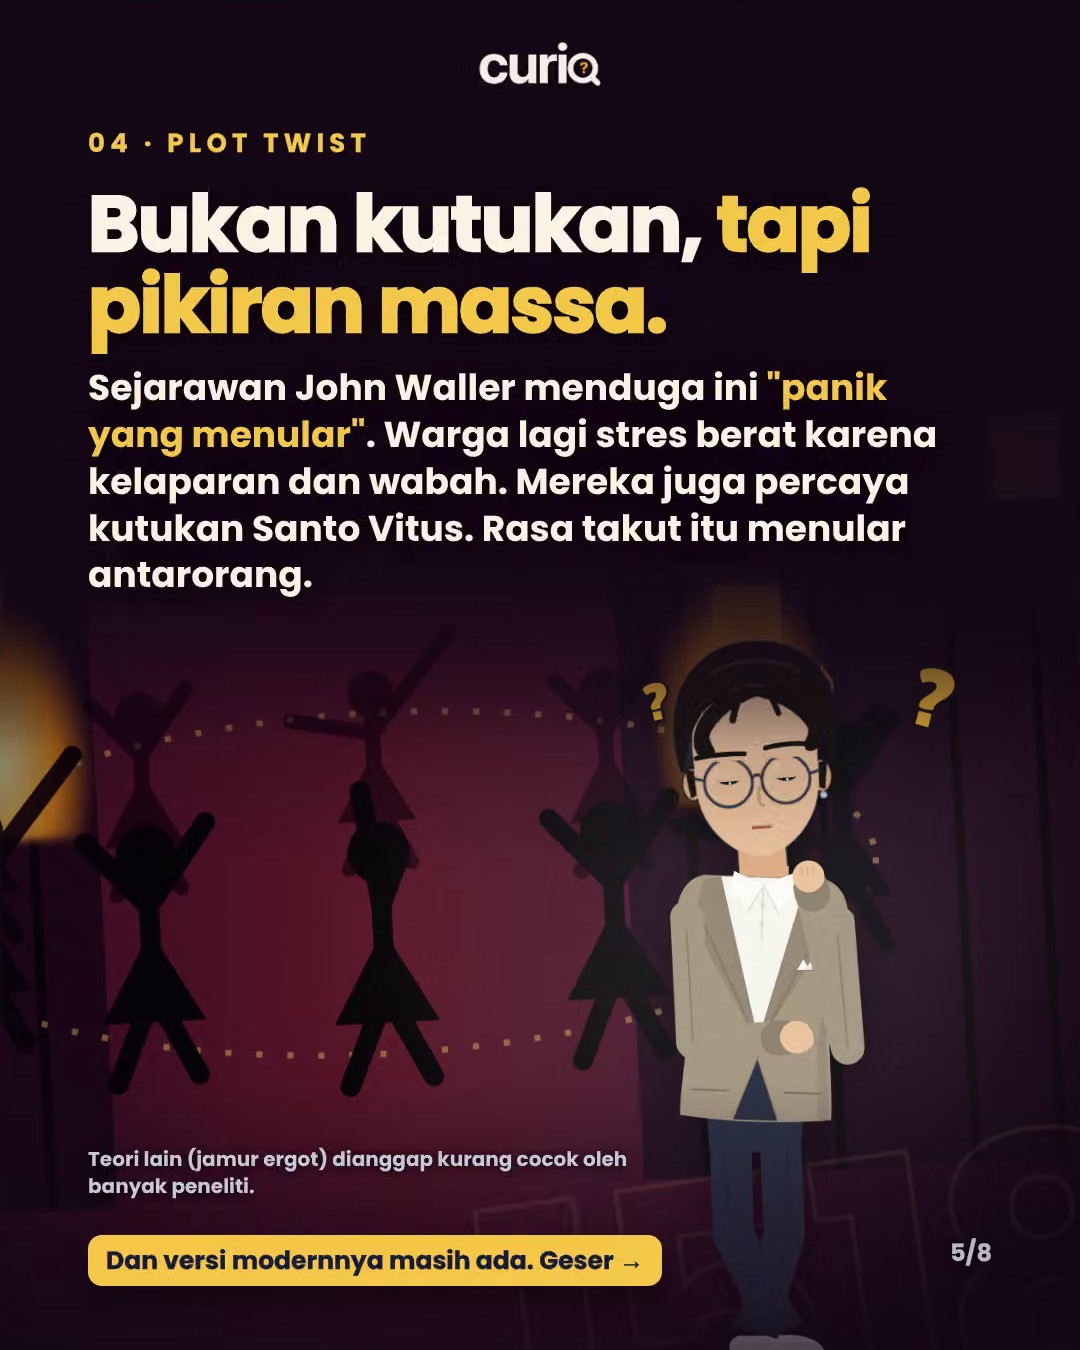 curiq
04 · PLOT TWIST
Bukan kutukan, tapi
pikiran massa.
Sejarawan John Waller menduga ini "panik
yang menular". Warga lagi stres berat karena
kelaparan dan wabah. Mereka juga percaya
kutukan Santo Vitus. Rasa takut itu menular
antarorang.
?
?
Teori lain (jamur ergot) dianggap kurang cocok oleh
banyak peneliti.
Dan versi modernnya masih ada. Geser →
5/8